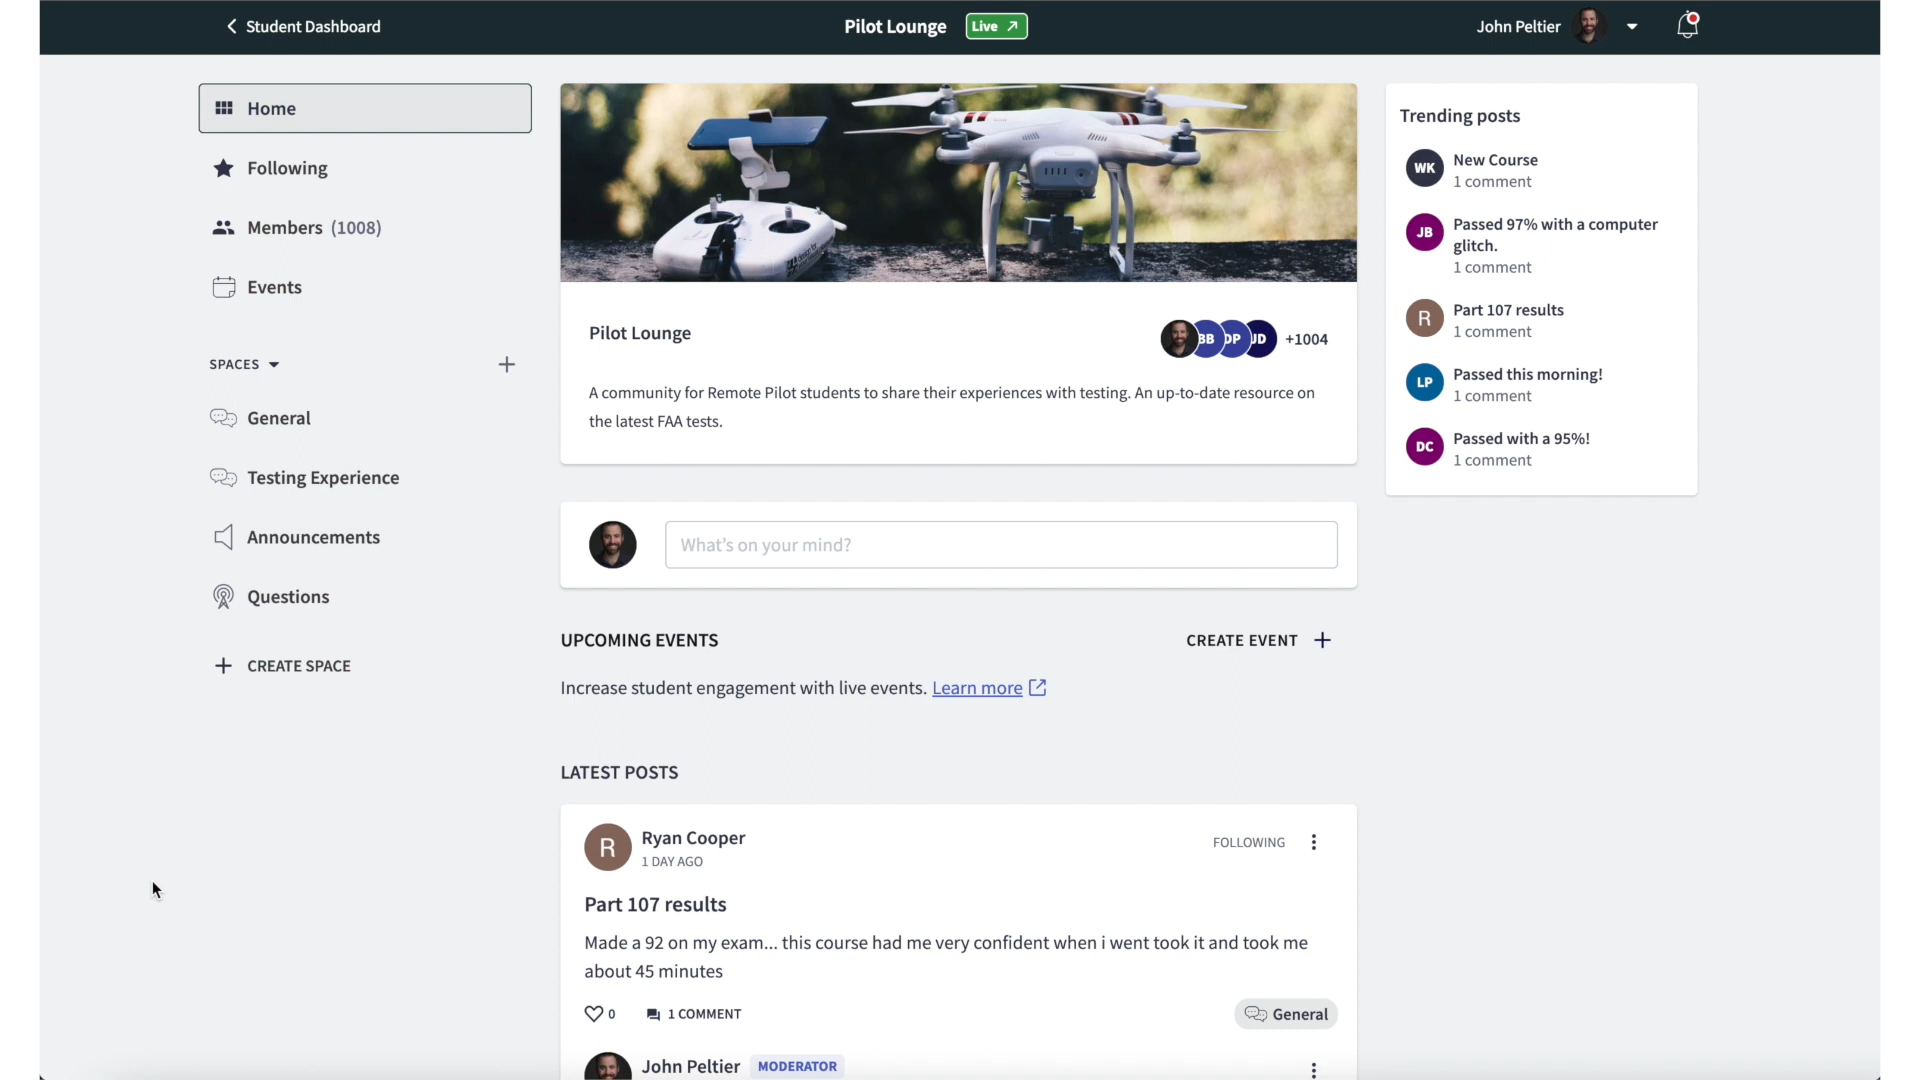 Student Dashboard
Pilot Lounge
Live
John Peltier
Home
Following
Members (1008)
Events
SPACES
General
Testing Experience
Announcements
Questions
CREATE SPACE
Pilot Lounge
BB
DP
JD
+1004
A community for Remote Pilot students to share their experiences with testing. An up-to-date resource on
the latest FAA tests.
What's on your mind?
UPCOMING EVENTS
CREATE EVENT
Increase student engagement with live events. Learn more
LATEST POSTS
R
Ryan Cooper
1 DAY AGO
FOLLOWING
Part 107 results
Made a 92 on my exam... this course had me very confident when i went took it and took me
about 45 minutes
0
1 COMMENT
General
John Peltier
MODERATOR
Trending posts
WK
New Course
1 comment
JB
Passed 97% with a computer
glitch.
1 comment
R
Part 107 results
1 comment
LP
Passed this morning!
1 comment
DC
Passed with a 95%!
1 comment